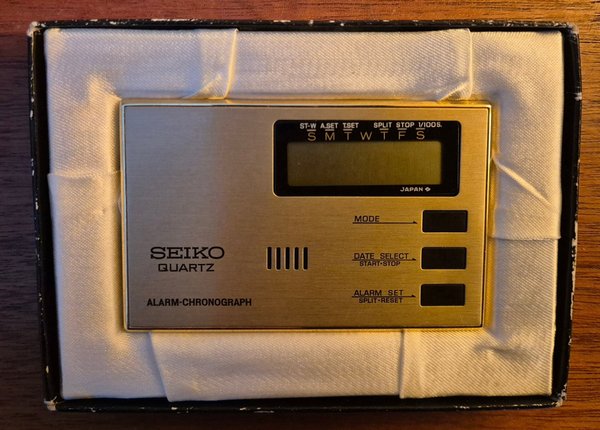 ST-W A.SET T.SET SPLIT STOP 1/100S.
S M T W T F S
JAPAN
MODE
DATE SELECT
START-STOP
ALARM SET
SPLIT-RESET
SEIKO
QUARTZ
ALARM-CHRONOGRAPH